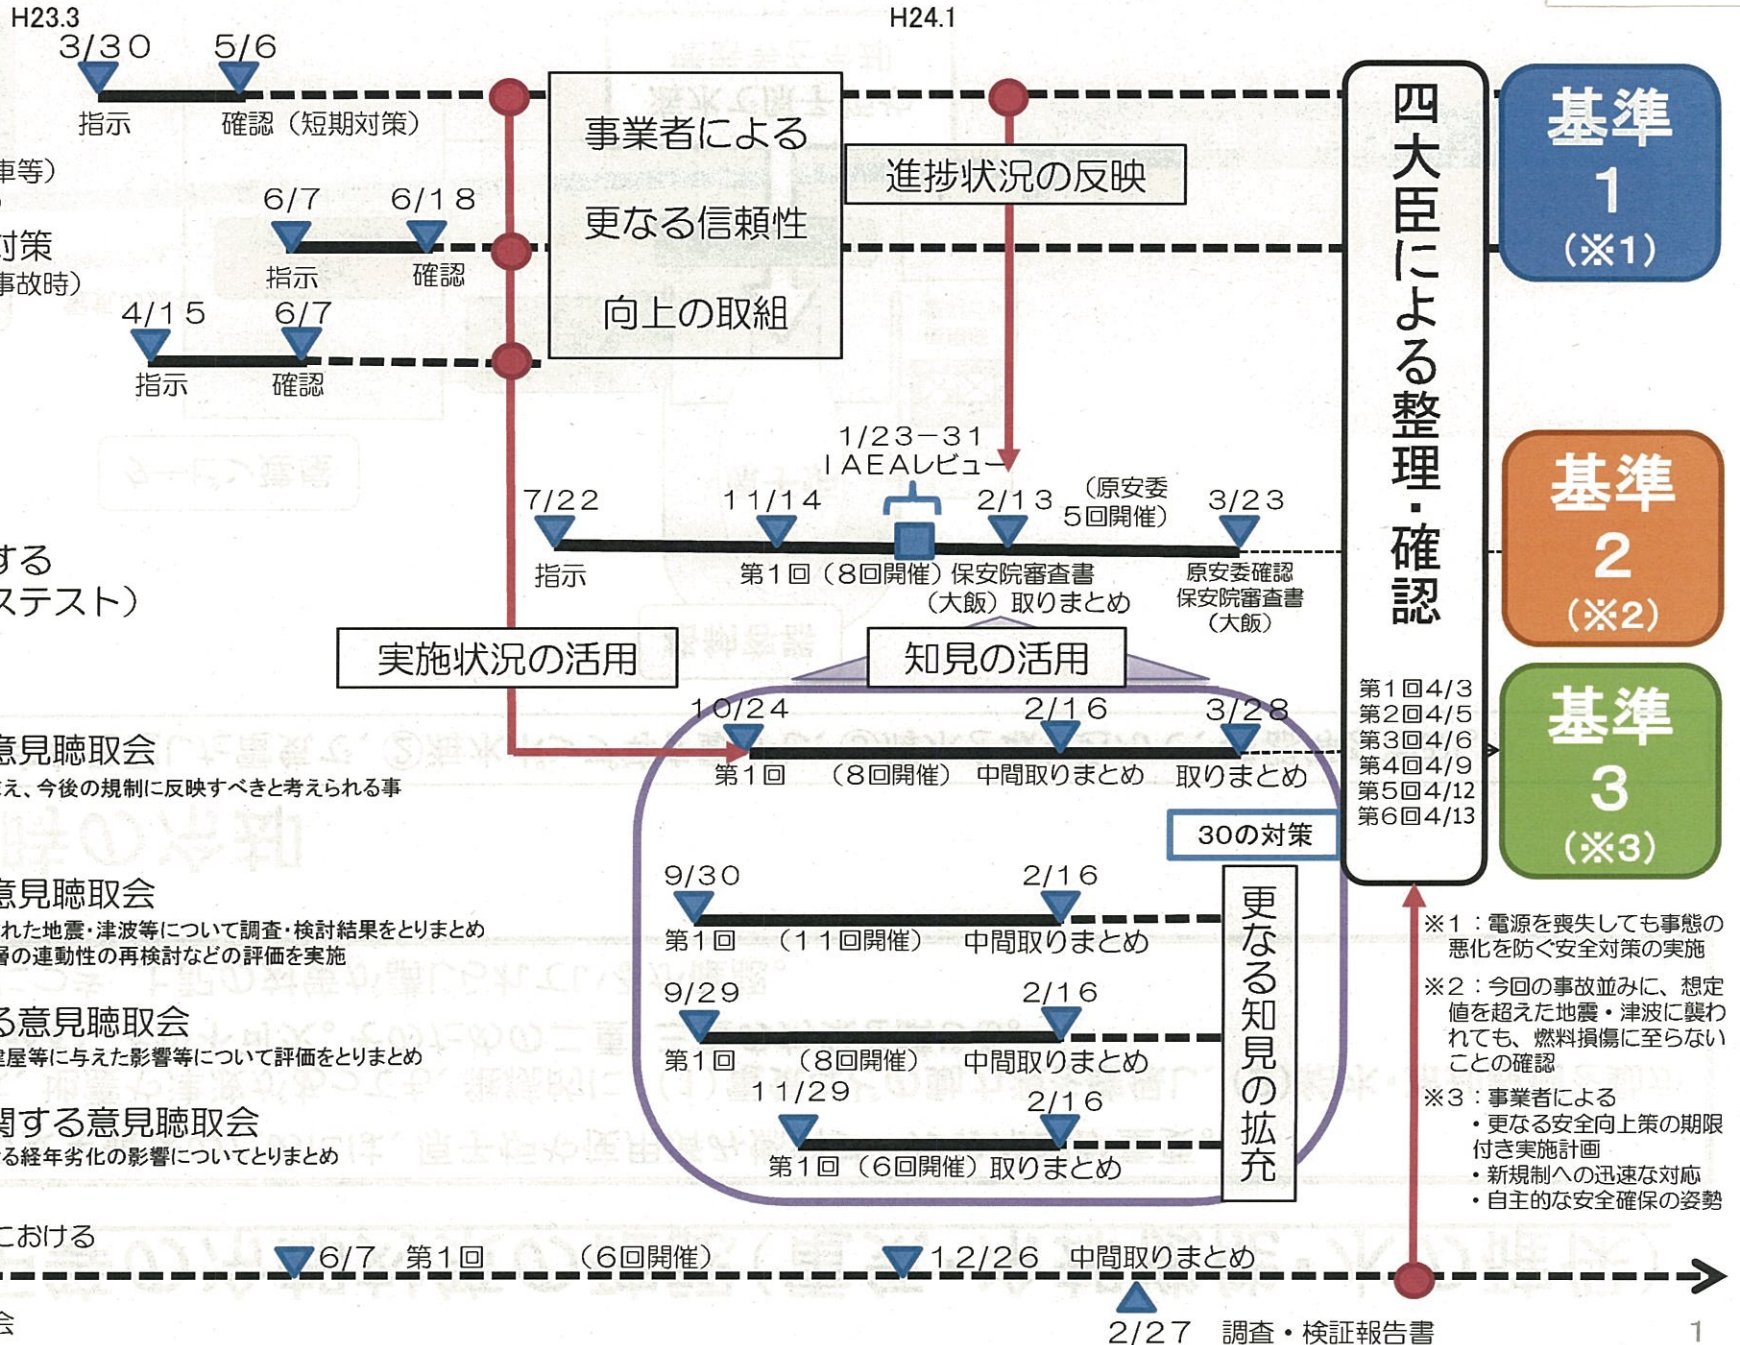 H23.3
H24.1
3/30
5/6
指示
確認（短期対策）
事業者による
更なる信頼性
向上の取組
進捗状況の反映
車等）
6/7
6/18
対策
指示
確認
事故時）
4/15
6/7
指示
確認
四大臣による整理・確認
基準
1
（※1）
1/23－31
IAEAレビュー
7/22
11/14
2/13
（原安委
5回開催）
3/23
する
指示
第1回（8回開催）
保安院審査書
（大飯）取りまとめ
原安委確認
保安院審査書
（大飯）
ステスト）
基準
2
（※2）
実施状況の活用
知見の活用
10/24
2/16
3/28
意見聴取会
第1回
（8回開催）
中間取りまとめ
取りまとめ
え、今後の規制に反映すべきと考えられる事
第1回4/3
第2回4/5
第3回4/6
第4回4/9
第5回4/12
第6回4/13
基準
3
（※3）
30の対策
9/30
2/16
意見聴取会
れた地震・津波等について調査・検討結果をとりまとめ
層の連動性の再検討などの評価を実施
第1回
（11回開催）
中間取りまとめ
更なる知見の拡充
9/29
2/16
る意見聴取会
建屋等に与えた影響等について評価をとりまとめ
第1回
（8回開催）
中間取りまとめ
11/29
2/16
関する意見聴取会
る経年劣化の影響についてとりまとめ
第1回（6回開催）取りまとめ
※1：電源を喪失しても事態の
悪化を防ぐ安全対策の実施
※2：今回の事故並みに、想定
値を超えた地震・津波に襲わ
れても、燃料損傷に至らない
ことの確認
※3：事業者による
・更なる安全向上策の期限
付き実施計画
・新規制への迅速な対応
・自主的な安全確保の姿勢
における
6/7 第1回
（6回開催）
12/26 中間取りまとめ
会
2/27 調査・検証報告書
1